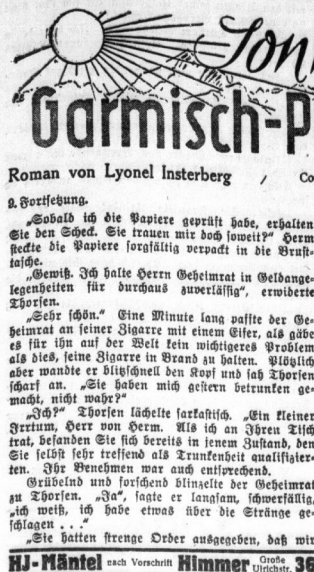 Son
Garmisch-P
Roman von Lyonel Insterberg
Co
9. Fortsetzung.
„Sobald ich die Papiere geprüft habe, erhalten
Sie den Scheck. Sie trauen mir doch soweit?" Herm
steckte die Papiere sorgfältig verpackt in die Brust-
tasche.
„Gewiß. Ich halte Herrn Geheimrat in Geldange-
legenheiten für durchaus zuverlässig", erwiderte
Thorsen.
„Sehr schön." Eine Minute lang paffte der Ge-
heimrat an seiner Zigarre mit einem Eifer, als gäbe
es für ihn auf der Welt kein wichtigeres Problem
als dies, seine Zigarre in Brand zu halten. Plötzlich
aber wandte er blitzschnell den Kopf und sah Thorsen
scharf an. „Sie haben mich gestern betrunken ge-
macht, nicht wahr?"
„Ich?" Thorsen lächelte sarkastisch. „Ein kleiner
Irrtum, Herr von Herm. Als ich an Ihren Tisch
trat, befanden Sie sich bereits in jenem Zustand, den
Sie selbst sehr treffend als Trunkenheit qualifizier-
ten. Ihr Benehmen war auch entsprechend.
Grübelnd und forschend blinzelte der Geheimrat
zu Thorsen. „Ja", sagte er langsam, schwerfällig,
„ich weiß, ich habe etwas über die Stränge ge-
schlagen . . ."
„Sie hatten strenge Order ausgegeben, daß wir
HJ-Mäntel nach Vorschrift Himmer Große Ulrichstr. 36